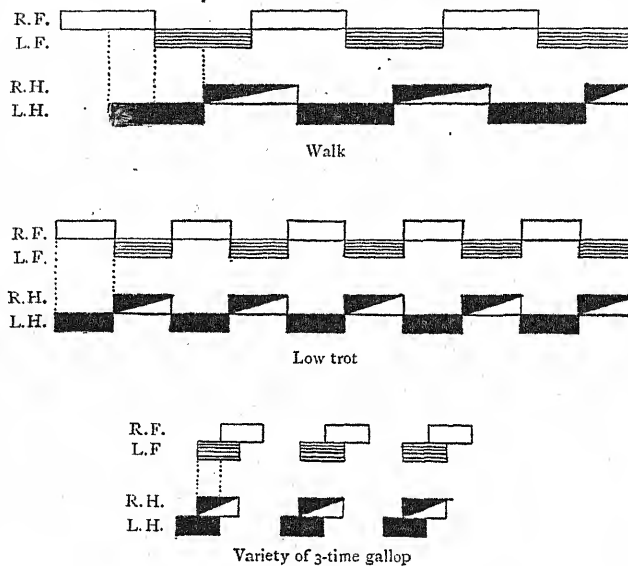 R.F.
L.F.
R.H.
L.H.
Walk
R.F.
L.F.
R.H.
L.H.
Low trot
R.F.
L.F
R.H.
L.H.
Variety of 3-time gallop